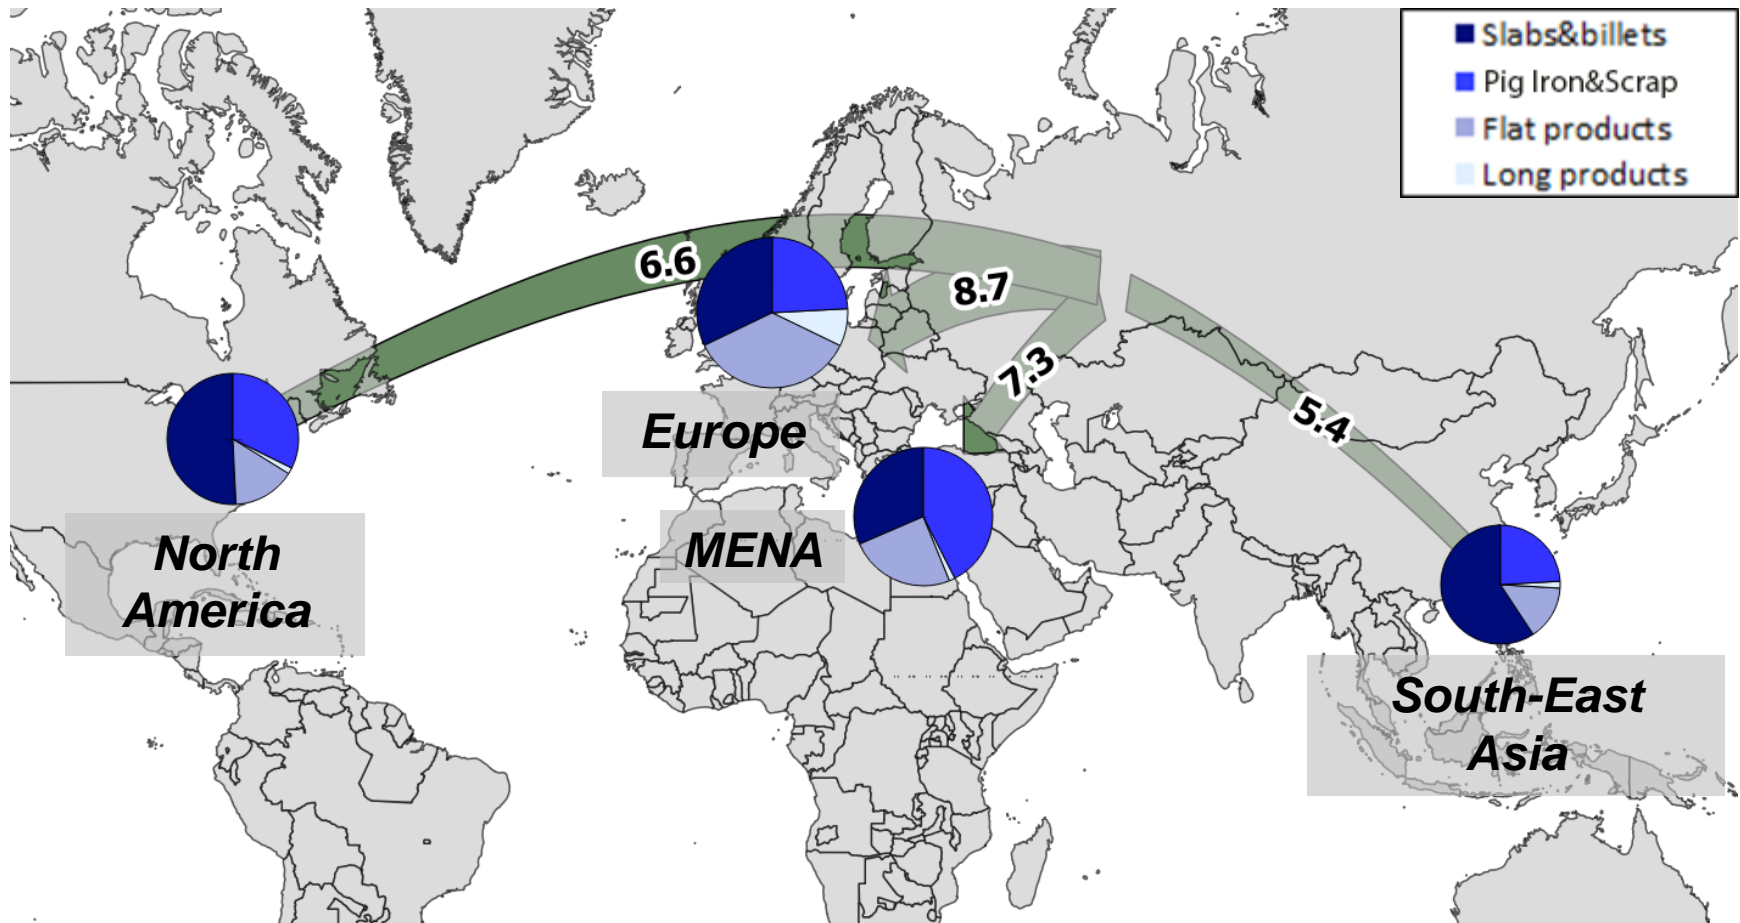 Slabs&billets
Pig Iron&Scrap
Flat products
Long products
6.6
8.7
7.3
5.4
Europe
MENA
North
America
South-East
Asia